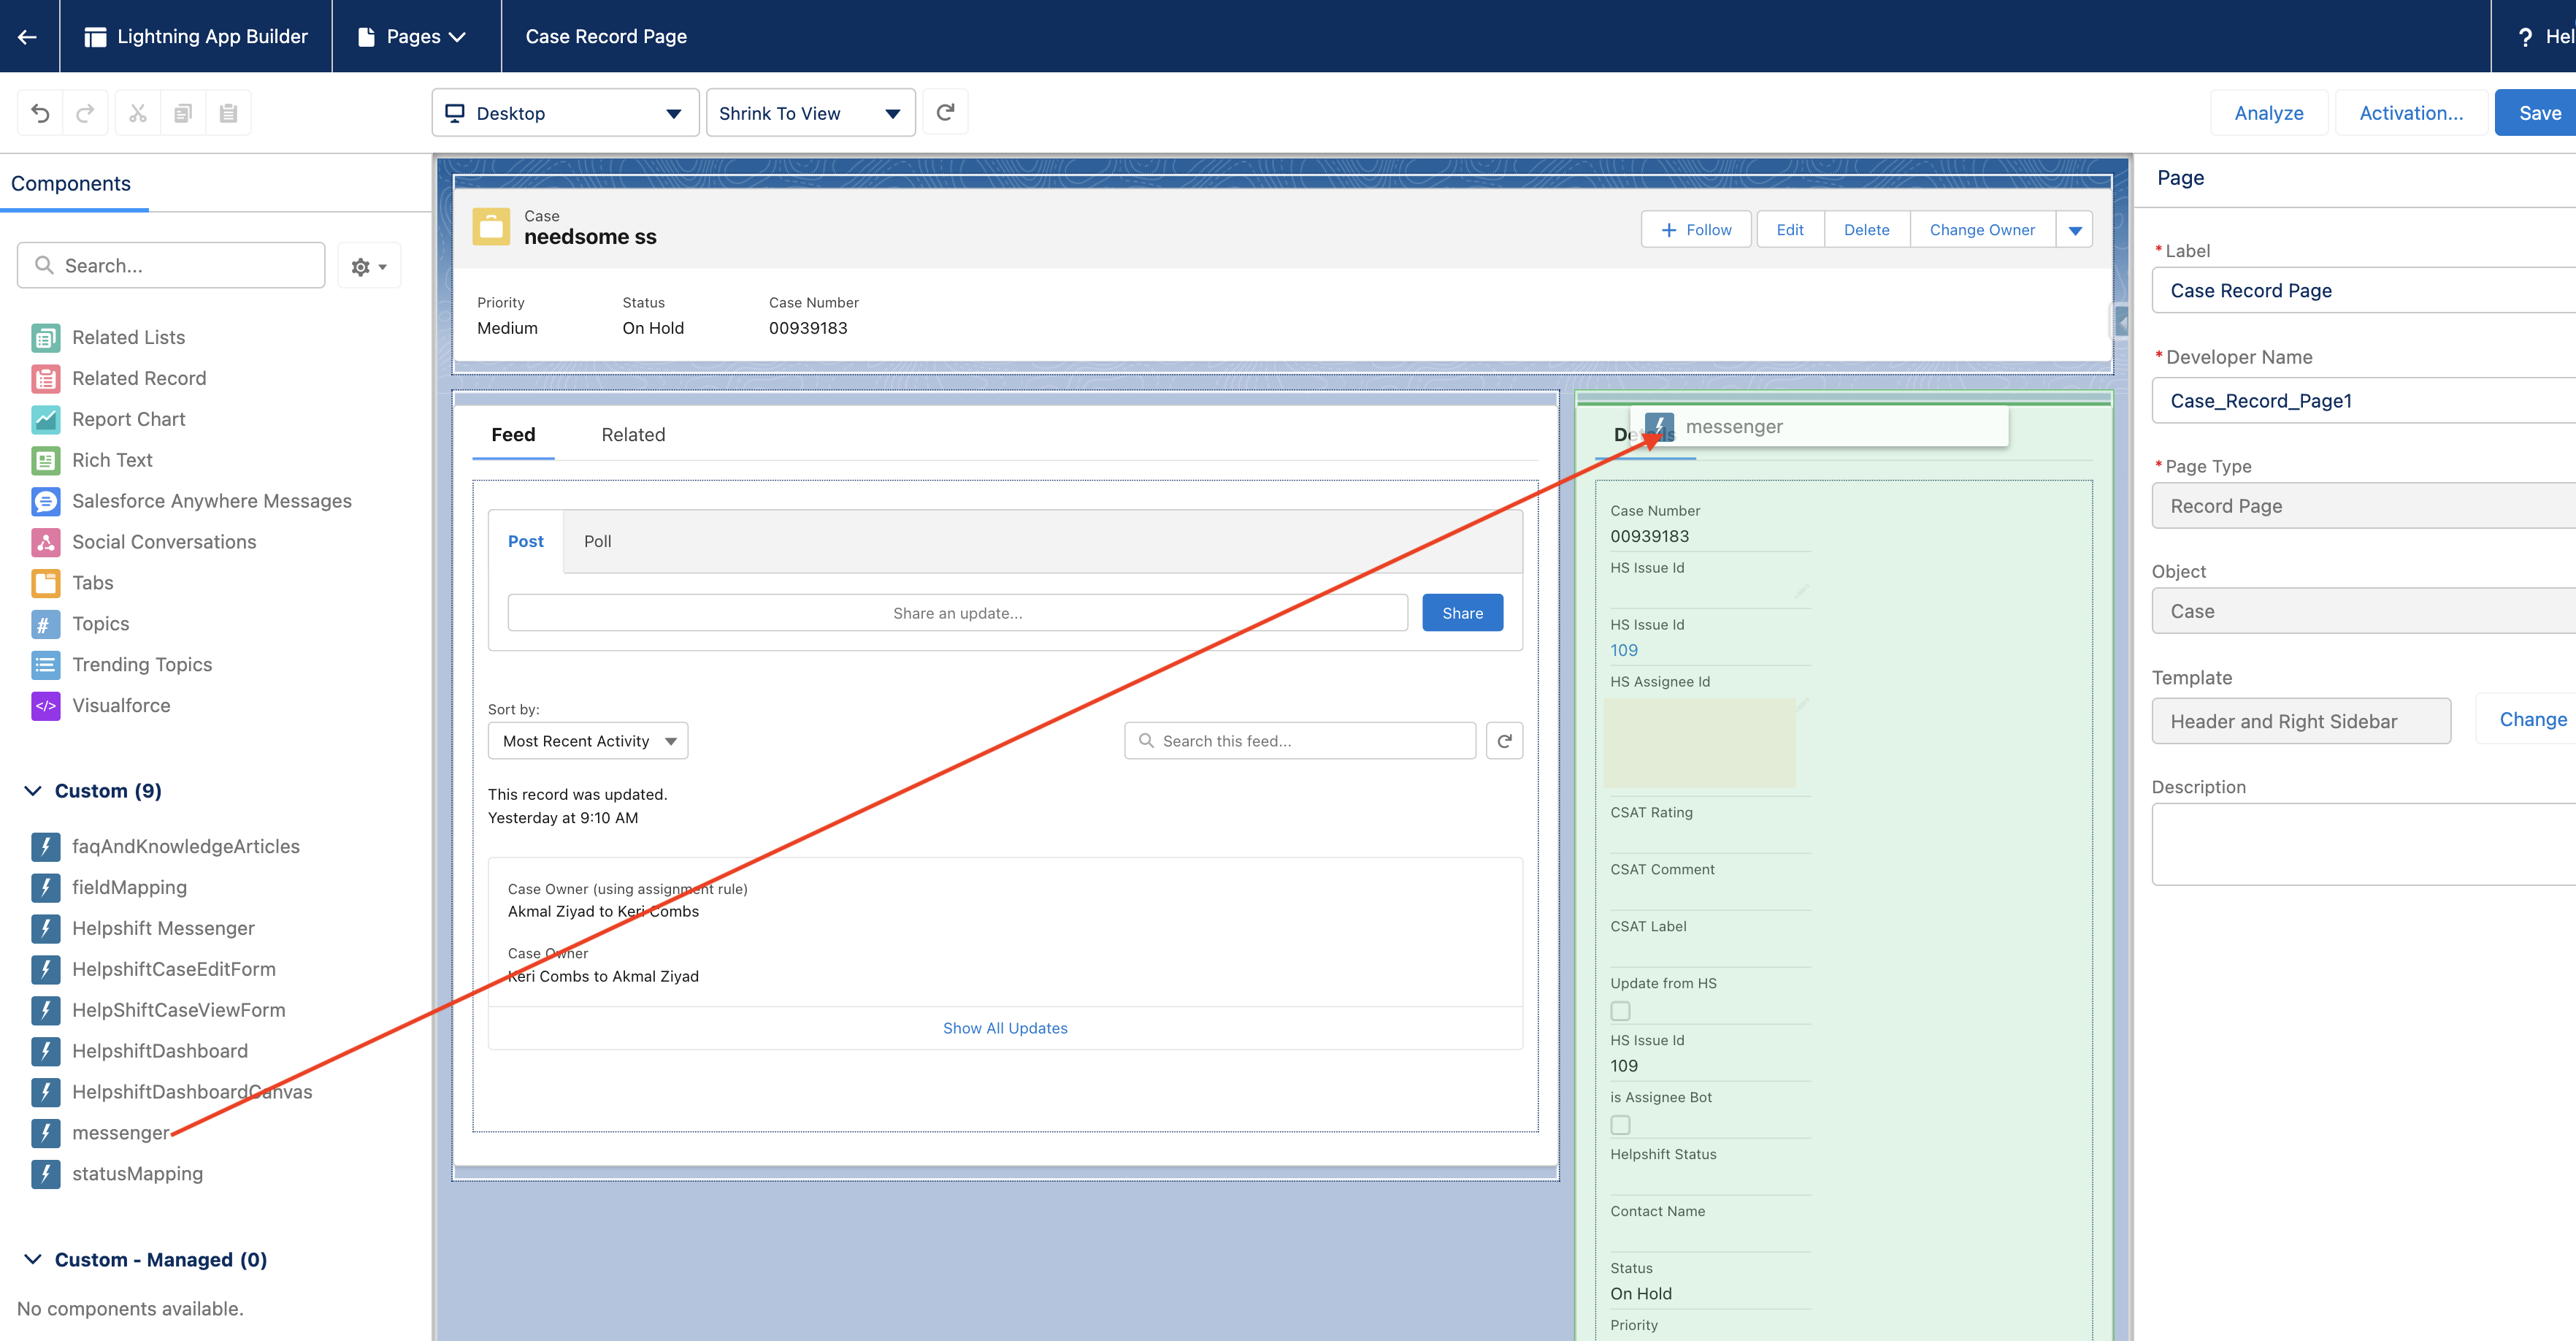 Lightning App Builder
Pages
Case Record Page
?
Desktop
Shrink To View
Analyze
Activation...
Save
Components
Search...
Related Lists
Related Record
Report Chart
Rich Text
Salesforce Anywhere Messages
Social Conversations
Tabs
# Topics
Trending Topics
</> Visualforce
Custom (9)
faqAndKnowledgeArticles
fieldMapping
Helpshift Messenger
HelpshiftCaseEditForm
HelpShiftCaseViewForm
HelpshiftDashboard
HelpshiftDashboardCanvas
messenger
statusMapping
Custom - Managed (0)
No components available.
Case
needsome ss
+ Follow
Edit
Delete
Change Owner
Priority
Status
Case Number
Medium
On Hold
00939183
Feed
Related
Post
Poll
Share an update...
Share
Sort by:
Most Recent Activity
Search this feed...
This record was updated.
Yesterday at 9:10 AM
Case Owner (using assignment rule)
Akmal Ziyad to Keri Combs
Case Owner
Keri Combs to Akmal Ziyad
Show All Updates
messenger
Details
Case Number
00939183
HS Issue Id
HS Issue Id
109
HS Assignee Id
CSAT Rating
CSAT Comment
CSAT Label
Update from HS
HS Issue Id
109
is Assignee Bot
Helpshift Status
Contact Name
Status
On Hold
Priority
Page
*Label
Case Record Page
*Developer Name
Case_Record_Page1
*Page Type
Record Page
Object
Case
Template
Header and Right Sidebar
Change
Description